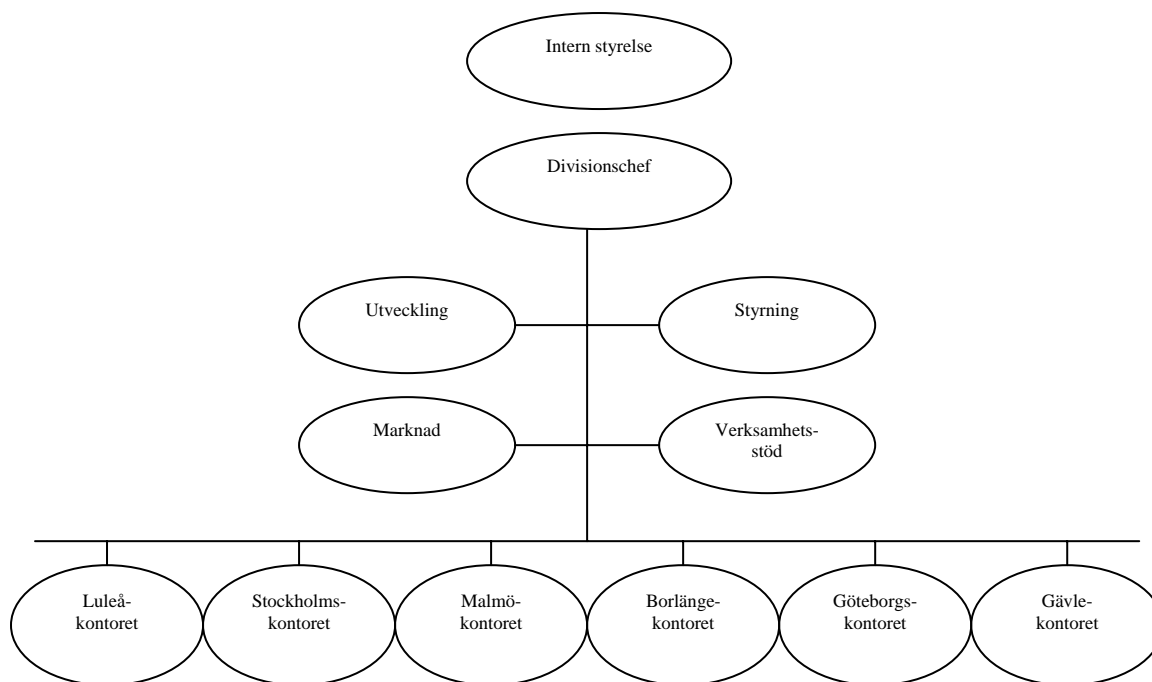 Intern styrelse
Divisionschef
Utveckling
Styrning
Marknad
Verksamhets-
stöd
Luleå-
kontoret
Stockholms-
kontoret
Malmö-
kontoret
Borlänge-
kontoret
Göteborgs-
kontoret
Gävle-
kontoret